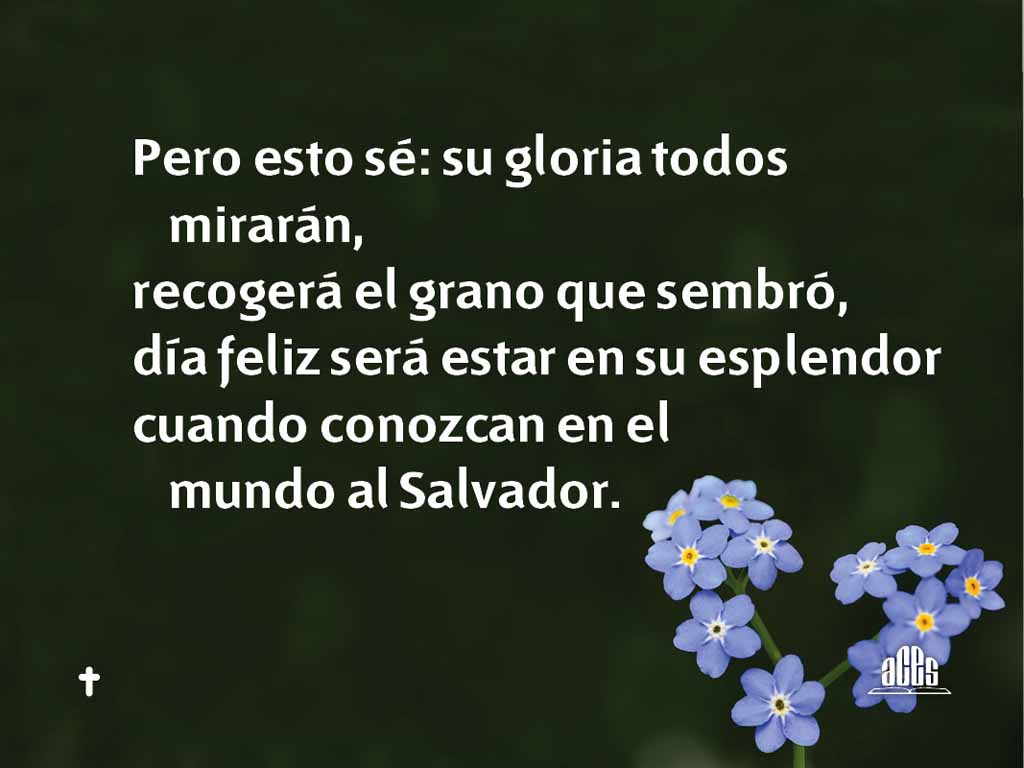 Pero esto sé: su gloria todos
mirarán,
recogerá el grano que sembró,
día feliz será estar en su esplendor
cuando conozcan en el
mundo al Salvador.
aces